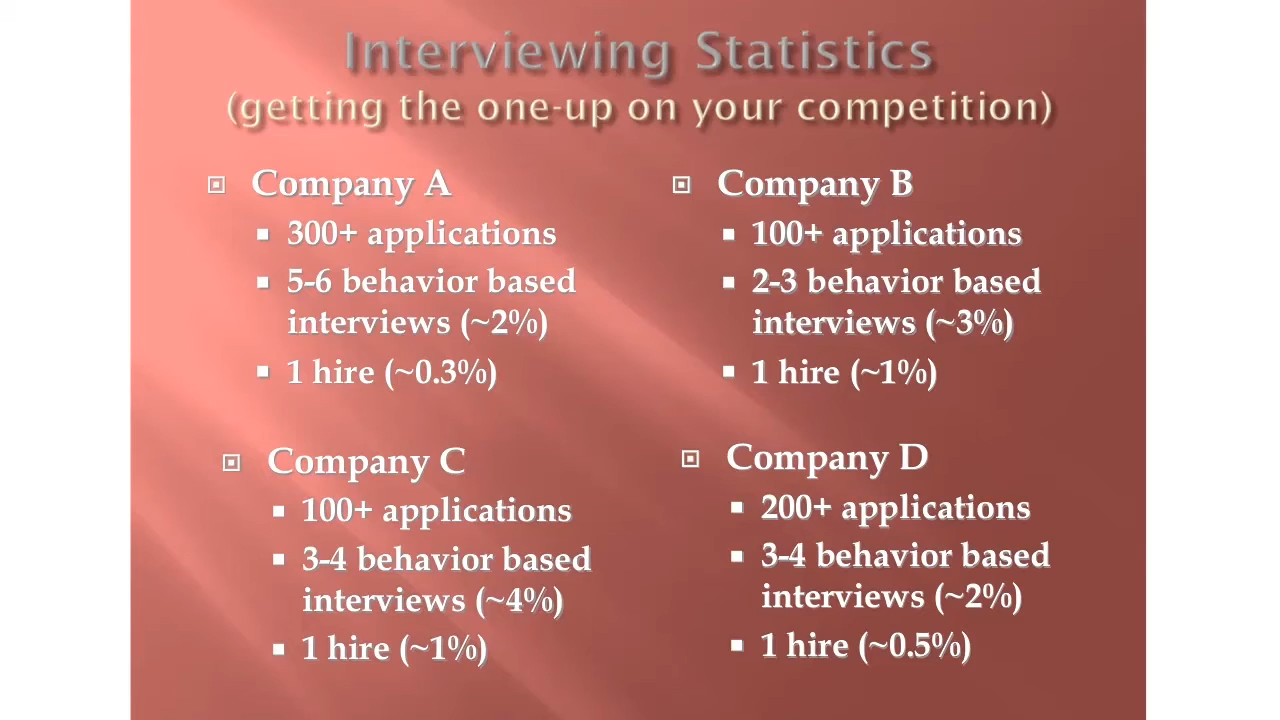 Interviewing Statistics
(getting the one-up on your competition)
Company A
300+ applications
5-6 behavior based
interviews (~2%)
1 hire (~0.3%)
Company B
100+ applications
2-3 behavior based
interviews (~3%)
1 hire (~1%)
Company C
100+ applications
3-4 behavior based
interviews (~4%)
1 hire (~1%)
Company D
200+ applications
3-4 behavior based
interviews (~2%)
1 hire (~0.5%)